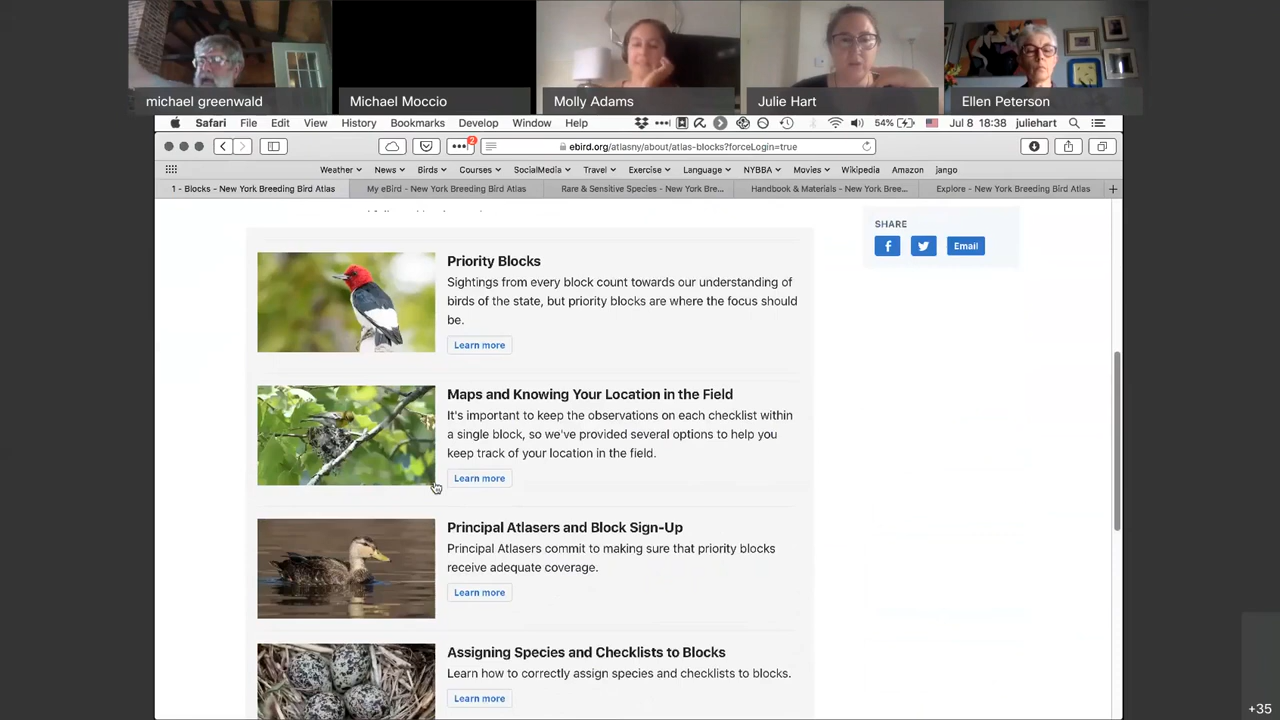 michael greenwald
Michael Moccio
Molly Adams
Julie Hart
Ellen Peterson
Safari File Edit View History Bookmarks Develop Window Help 54% Jul 8 18:38 juliehart
2
ebird.org/atlasny/about/atlas-blocks?forceLogin=true
Weather News Birds Courses SocialMedia Travel Exercise Language NYBBA Movies Wikipedia Amazon jango
1 - Blocks - New York Breeding Bird Atlas
My eBird - New York Breeding Bird Atlas
Rare & Sensitive Species - New York Bre...
Handbook & Materials - New York Bree...
Explore - New York Breeding Bird Atlas
SHARE
Email
Priority Blocks
Sightings from every block count towards our understanding of
birds of the state, but priority blocks are where the focus should
be.
Learn more
Maps and Knowing Your Location in the Field
It's important to keep the observations on each checklist within
a single block, so we've provided several options to help you
keep track of your location in the field.
Learn more
Principal Atlasers and Block Sign-Up
Principal Atlasers commit to making sure that priority blocks
receive adequate coverage.
Learn more
Assigning Species and Checklists to Blocks
Learn how to correctly assign species and checklists to blocks.
Learn more
+35